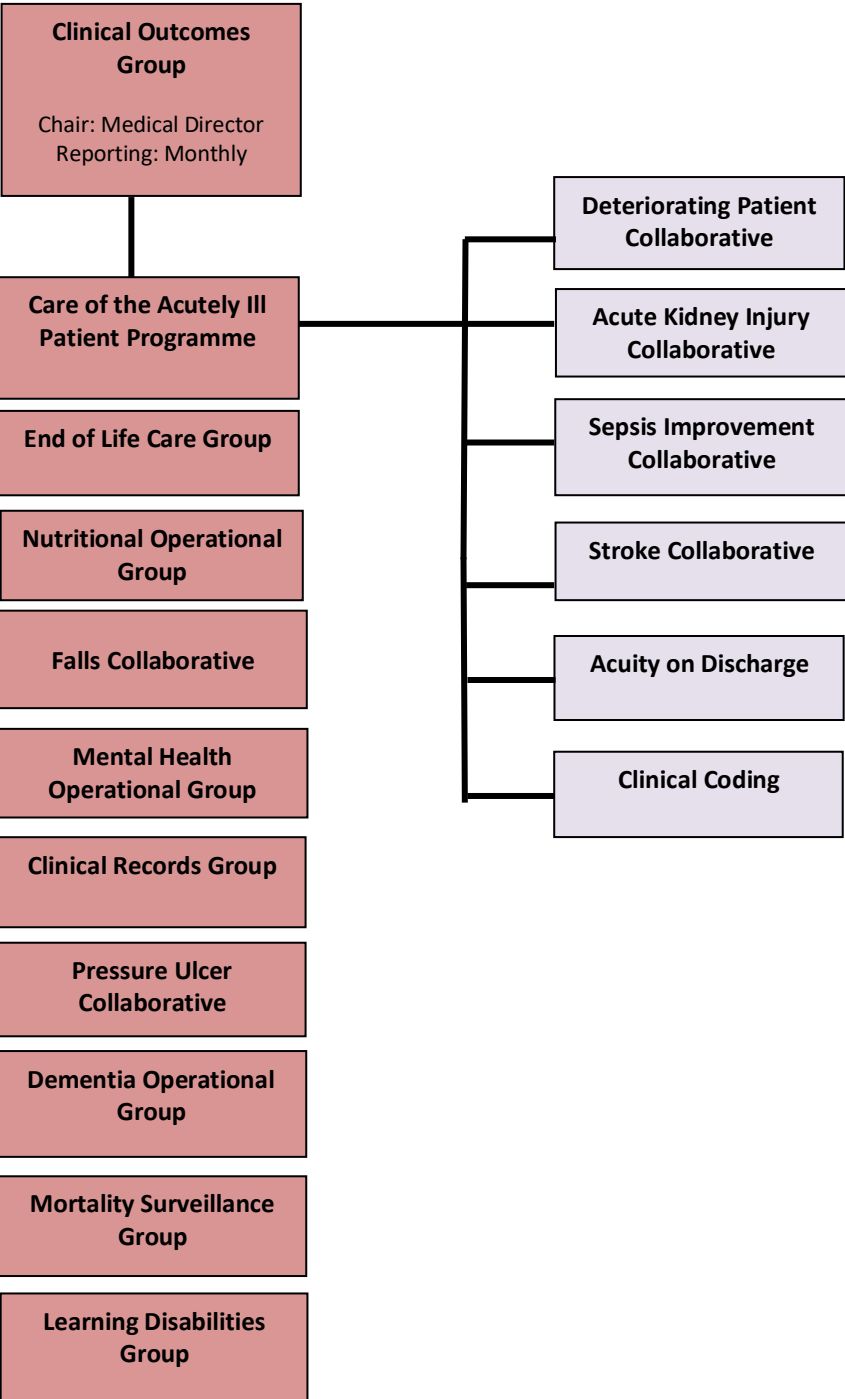 Clinical Outcomes
Group
Chair: Medical Director
Reporting: Monthly
Care of the Acutely Ill
Patient Programme
End of Life Care Group
Nutritional Operational
Group
Falls Collaborative
Mental Health
Operational Group
Clinical Records Group
Pressure Ulcer
Collaborative
Dementia Operational
Group
Mortality Surveillance
Group
Learning Disabilities
Group
Deteriorating Patient
Collaborative
Acute Kidney Injury
Collaborative
Sepsis Improvement
Collaborative
Stroke Collaborative
Acuity on Discharge
Clinical Coding